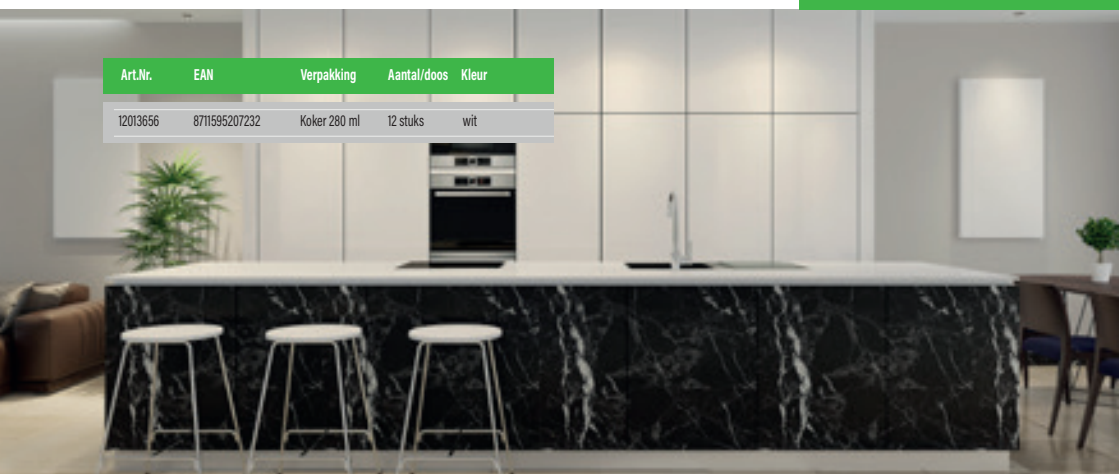 Art.Nr. EAN Verpakking Aantal/doos Kleur
12013656 8711595207232 Koker 280 ml 12 stuks wit